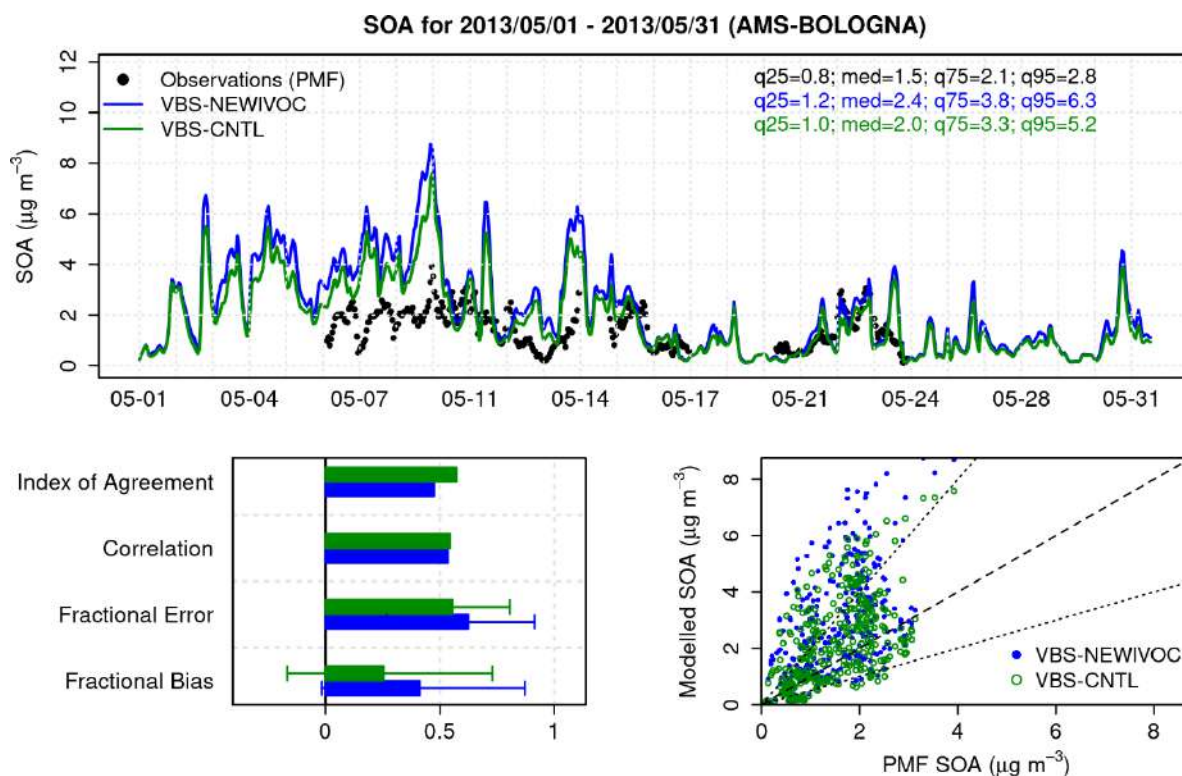 SOA for 2013/05/01 - 2013/05/31 (AMS-BOLOGNA)
SOA (µg m⁻³)
12
10
8
6
4
2
0
Observations (PMF)
VBS-NEWIVOC
VBS-CNTL
q25=0.8; med=1.5; q75=2.1; q95=2.8
q25=1.2; med=2.4; q75=3.8; q95=6.3
q25=1.0; med=2.0; q75=3.3; q95=5.2
05-01 05-04 05-07 05-11 05-14 05-17 05-21 05-24 05-28 05-31
Index of Agreement
Correlation
Fractional Error
Fractional Bias
0 0.5 1
Modelled SOA (µg m⁻³)
8
6
4
2
0
VBS-NEWIVOC
VBS-CNTL
0 2 4 6 8
PMF SOA (µg m⁻³)